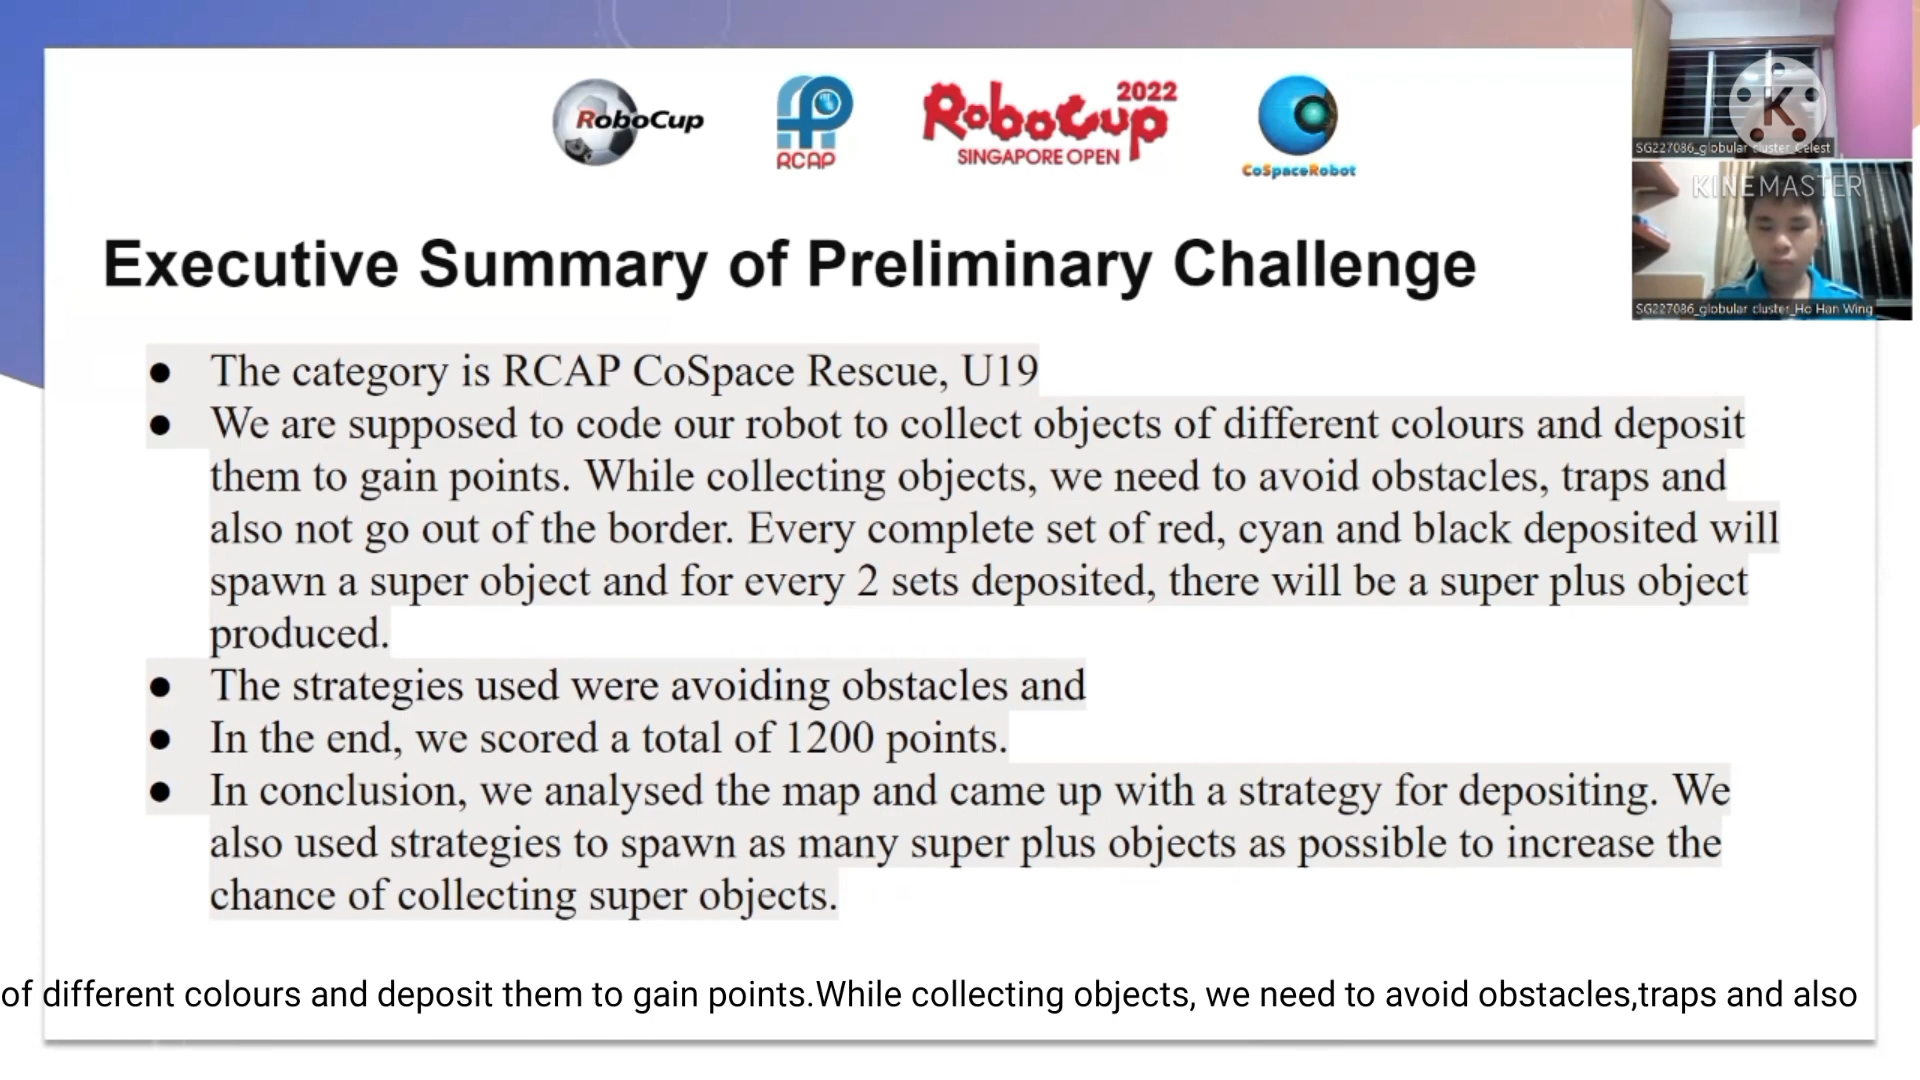 RoboCup
RCAP
RoboCup 2022
SINGAPORE OPEN
CoSpaceRobot
K
SG227086_globular cluster_Celest
KINEMASTER
SG227086_globular cluster_Ho Han Wing
Executive Summary of Preliminary Challenge
● The category is RCAP CoSpace Rescue, U19
● We are supposed to code our robot to collect objects of different colours and deposit
them to gain points. While collecting objects, we need to avoid obstacles, traps and
also not go out of the border. Every complete set of red, cyan and black deposited will
spawn a super object and for every 2 sets deposited, there will be a super plus object
produced.
● The strategies used were avoiding obstacles and
● In the end, we scored a total of 1200 points.
● In conclusion, we analysed the map and came up with a strategy for depositing. We
also used strategies to spawn as many super plus objects as possible to increase the
chance of collecting super objects.
of different colours and deposit them to gain points.While collecting objects, we need to avoid obstacles,traps and also